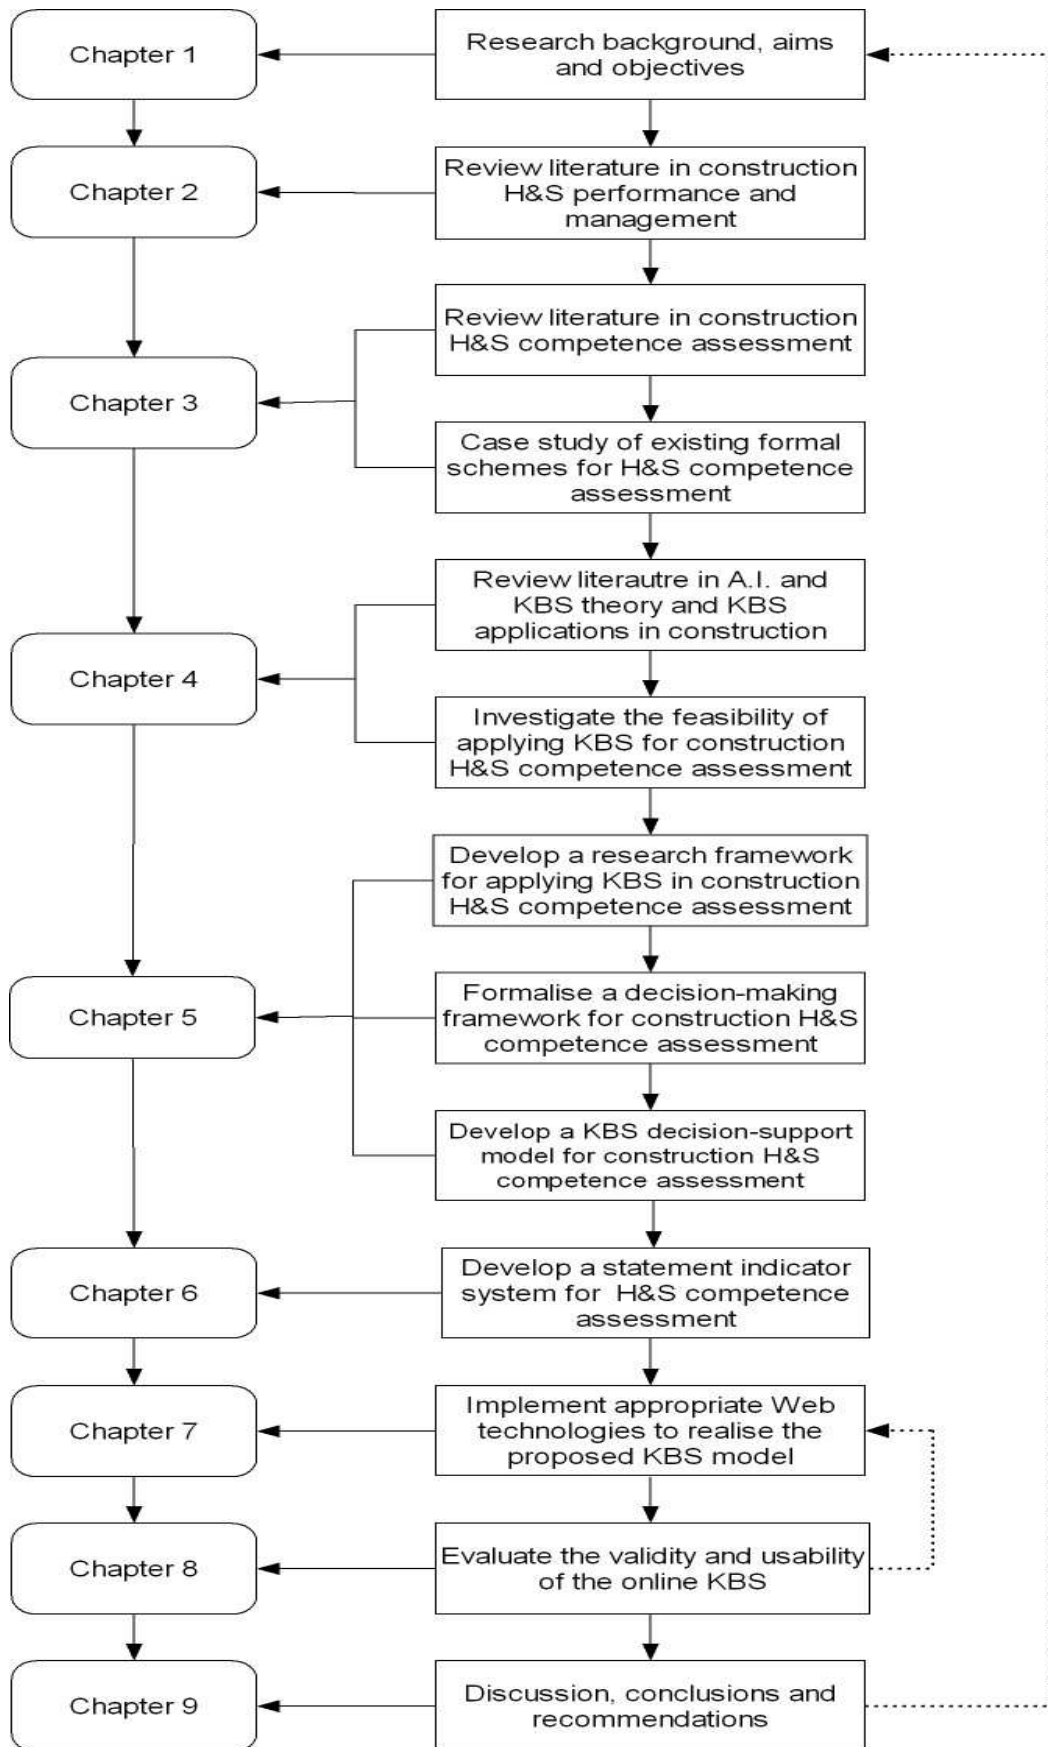 Chapter 1
Research background, aims
and objectives
Chapter 2
Review literature in construction
H&S performance and
management
Review literature in construction
H&S competence assessment
Chapter 3
Case study of existing formal
schemes for H&S competence
assessment
Review literautre in A.I. and
KBS theory and KBS
applications in construction
Chapter 4
Investigate the feasibility of
applying KBS for construction
H&S competence assessment
Develop a research framework
for applying KBS in construction
H&S competence assessment
Chapter 5
Formalise a decision-making
framework for construction H&S
competence assessment
Develop a KBS decision-support
model for construction H&S
competence assessment
Chapter 6
Develop a statement indicator
system for H&S competence
assessment
Chapter 7
Implement appropriate Web
technologies to realise the
proposed KBS model
Chapter 8
Evaluate the validity and usability
of the online KBS
Chapter 9
Discussion, conclusions and
recommendations